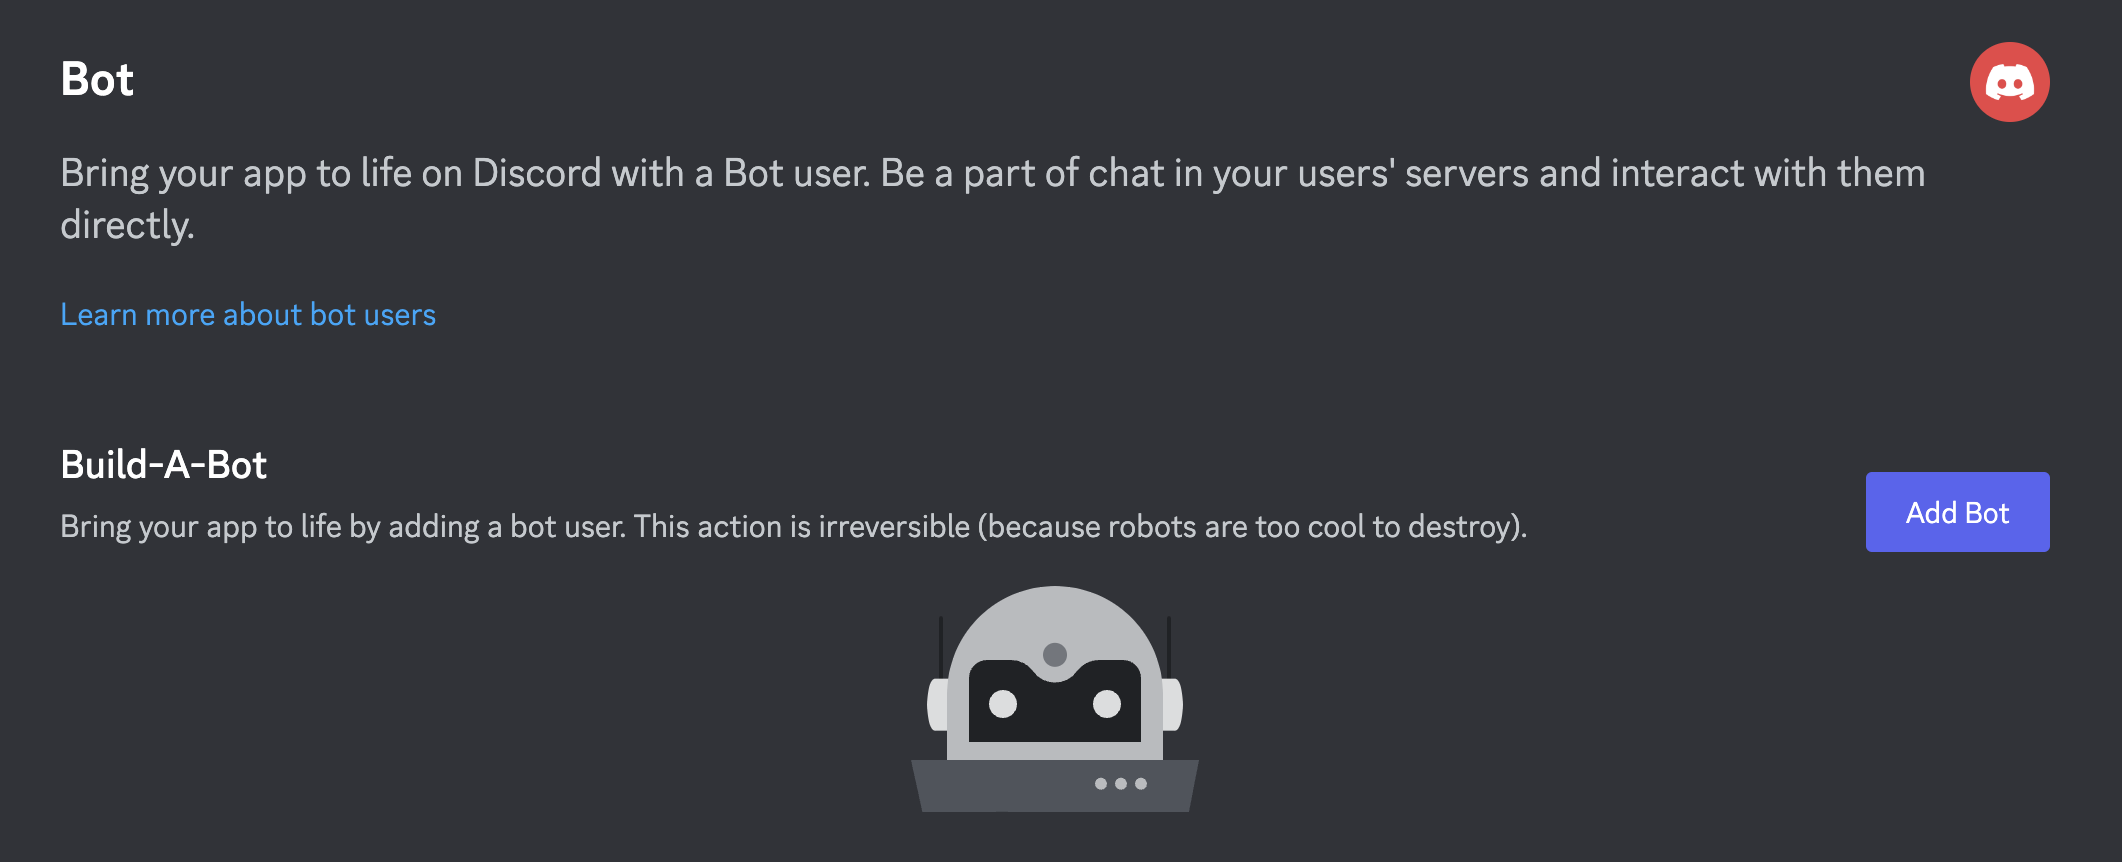 Bot
Bring your app to life on Discord with a Bot user. Be a part of chat in your users' servers and interact with them
directly.
Learn more about bot users
Build-A-Bot
Bring your app to life by adding a bot user. This action is irreversible (because robots are too cool to destroy).
Add Bot